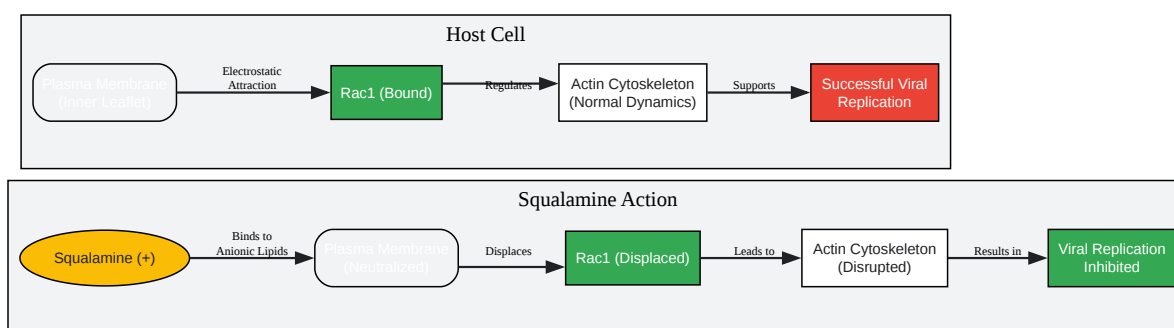 Host Cell
Plasma Membrane
(Inner Leaflet)
Electrostatic
Attraction
Rac1 (Bound)
Regulates
Actin Cytoskeleton
(Normal Dynamics)
Supports
Successful Viral
Replication
Squalamine Action
Squalamine (+)
Binds to
Anionic Lipids
Plasma Membrane
(Neutralized)
Displaces
Rac1 (Displaced)
Leads to
Actin Cytoskeleton
(Disrupted)
Results in
Viral Replication
Inhibited